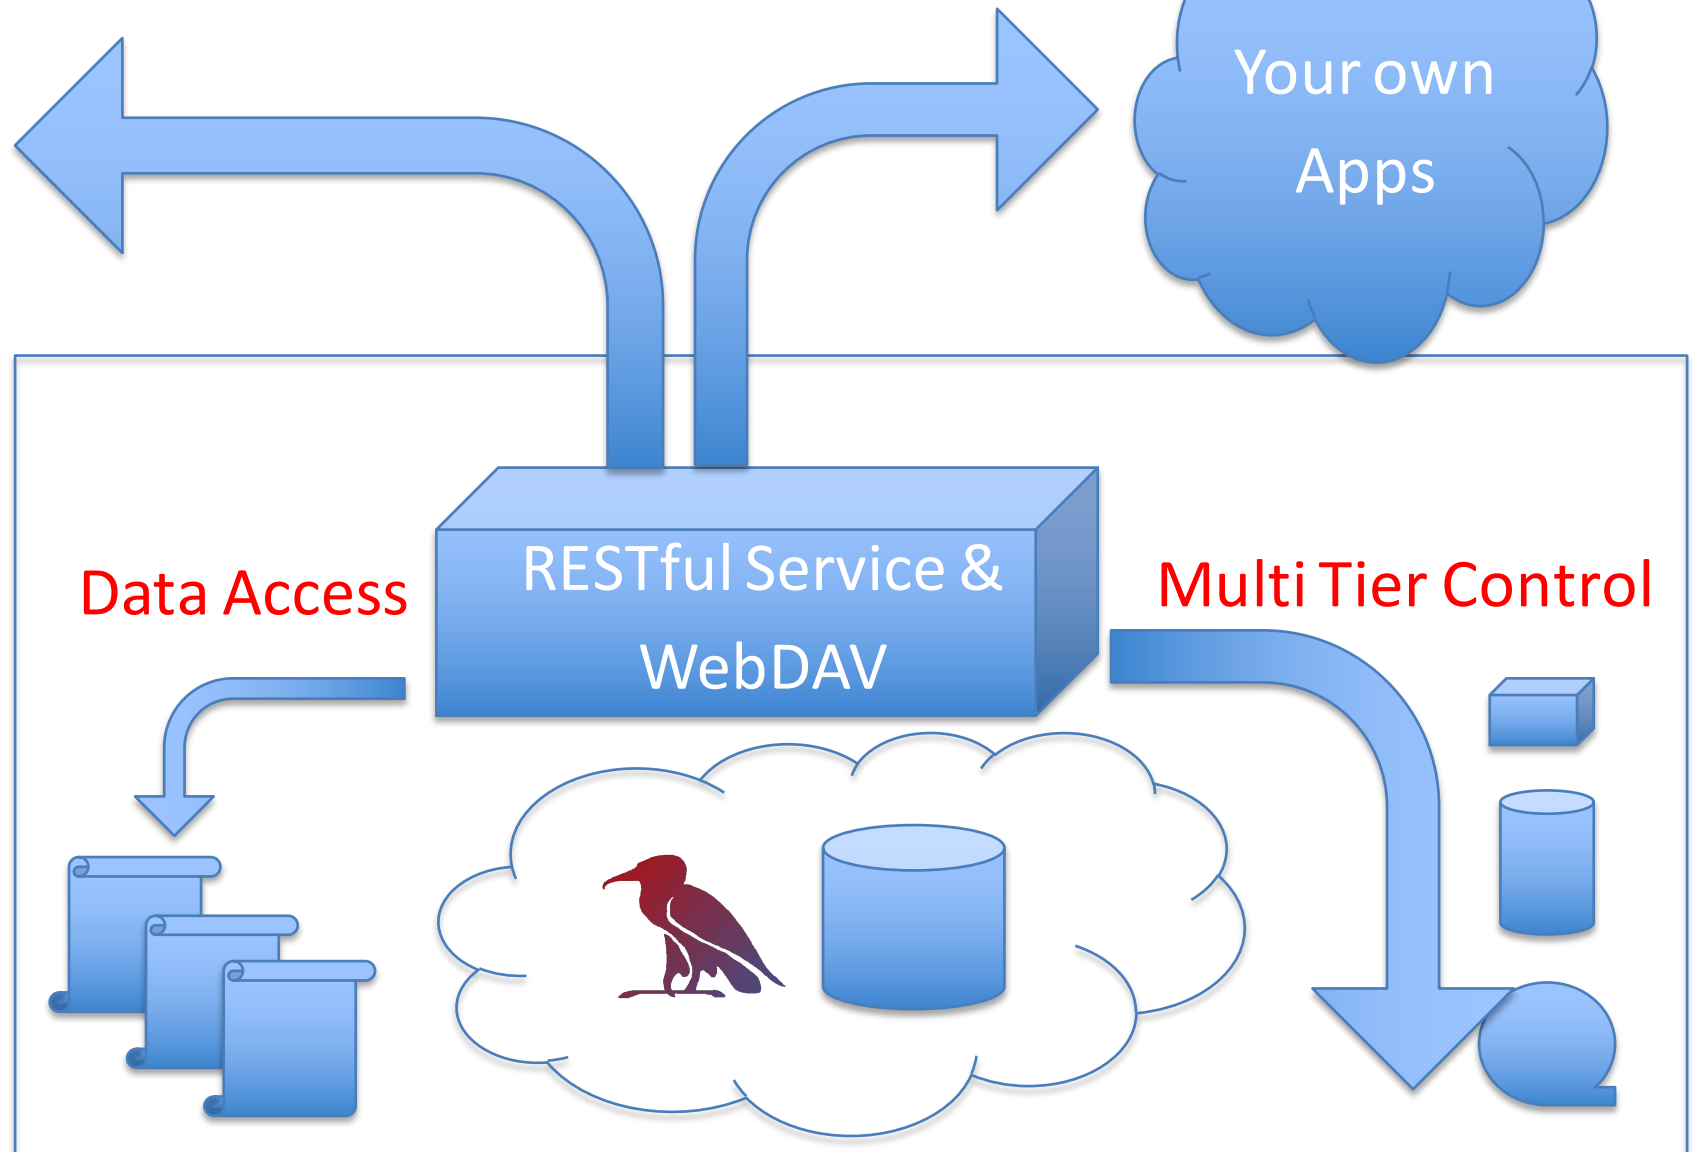 Your own
Apps
RESTful Service &
WebDAV
Data Access
Multi Tier Control